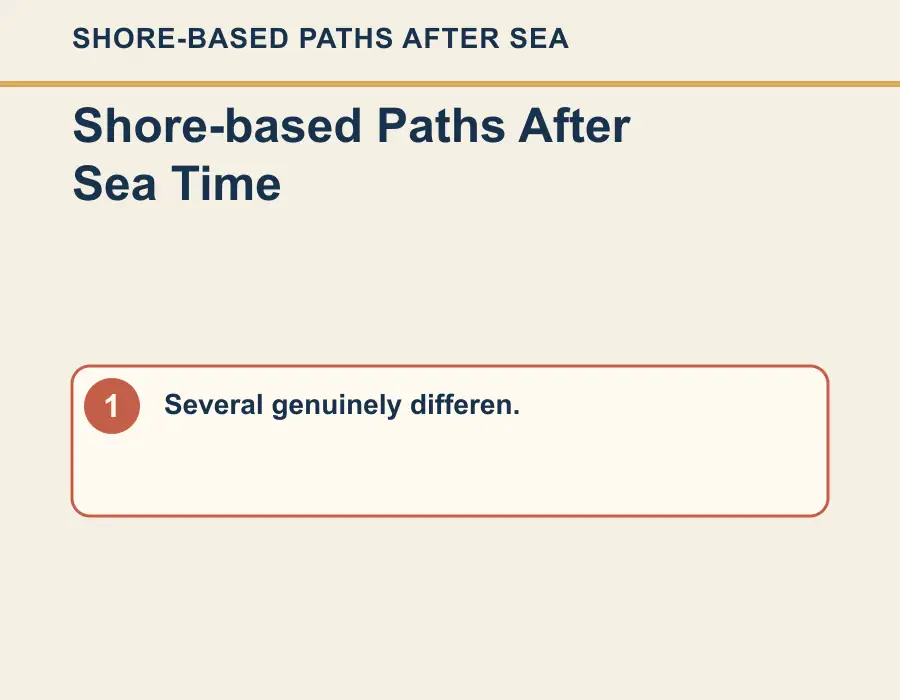 SHORE-BASED PATHS AFTER SEA
Shore-based Paths After
Sea Time
1 Several genuinely differen.